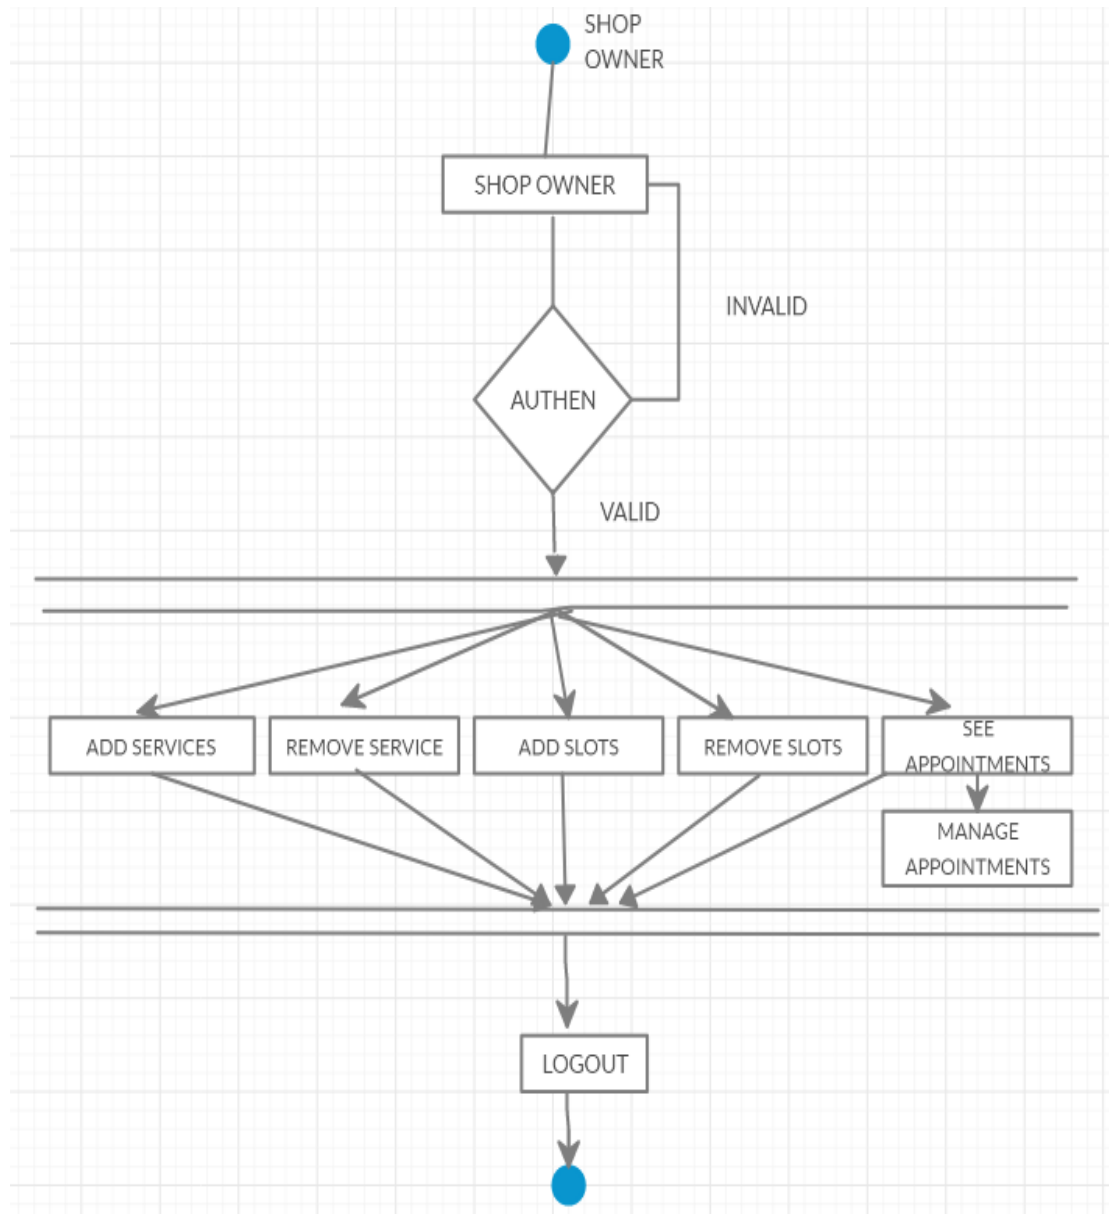 SHOP
OWNER
SHOP OWNER
INVALID
AUTHEN
VALID
ADD SERVICES
REMOVE SERVICE
ADD SLOTS
REMOVE SLOTS
SEE
APPOINTMENTS
MANAGE
APPOINTMENTS
LOGOUT